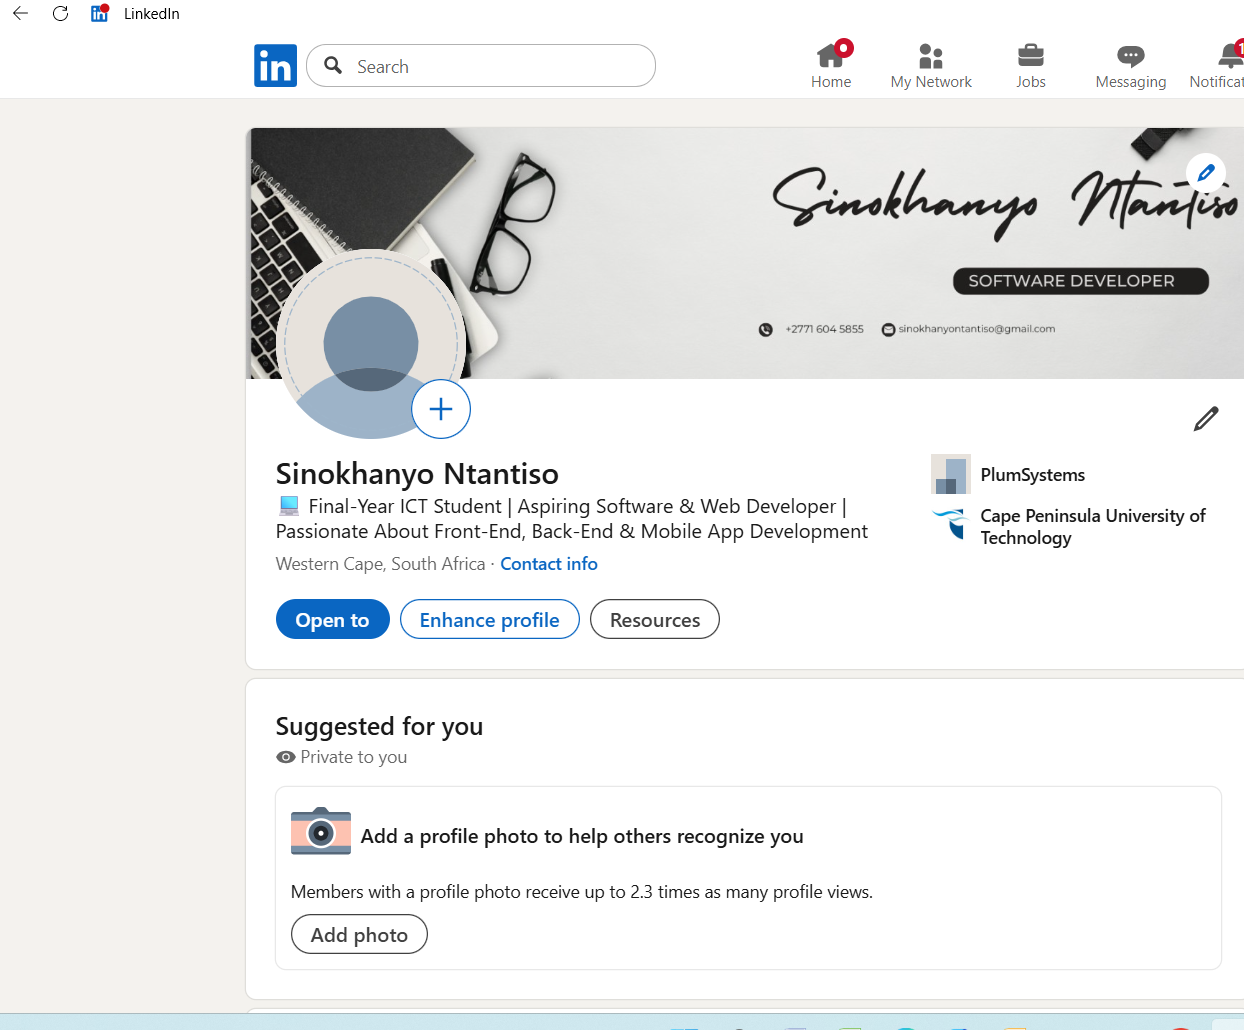 LinkedIn
in
Search
Home
My Network
Jobs
Messaging
Sinokhanyo Ntantiso
SOFTWARE DEVELOPER
+2771 604 5855 sinokhanyontantiso@gmail.com
Sinokhanyo Ntantiso
Final-Year ICT Student | Aspiring Software & Web Developer |
Passionate About Front-End, Back-End & Mobile App Development
Western Cape, South Africa · Contact info
PlumSystems
Cape Peninsula University of
Technology
Open to
Enhance profile
Resources
Suggested for you
Private to you
Add a profile photo to help others recognize you
Members with a profile photo receive up to 2.3 times as many profile views.
Add photo